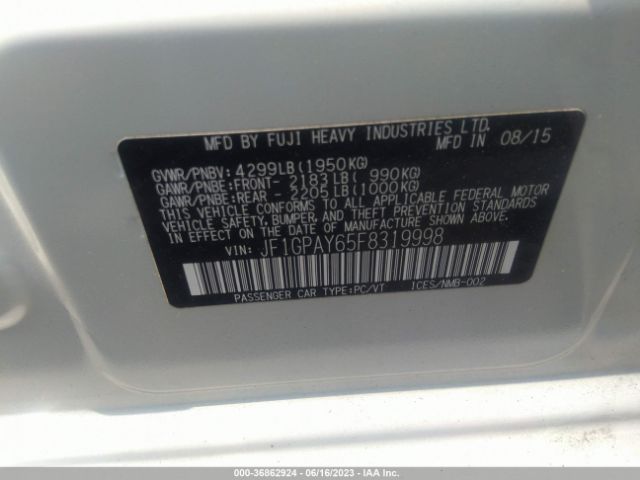 MFD BY FUJI HEAVY INDUSTRIES LTD.
MFD IN 08/15
GVWR/PNBV: 4299LB(1950KG)
GAWR/PNBE:FRONT- 2183LB( 990KG)
GAWR/PNBE:REAR - 2205LB(1000KG)
THIS VEHICLE CONFORMS TO ALL APPLICABLE FEDERAL MOTOR
VEHICLE SAFETY, BUMPER, AND THEFT PREVENTION STANDARDS
IN EFFECT ON THE DATE OF MANUFACTURE SHOWN ABOVE.
VIN: JF1GPAY65F8319998
PASSENGER CAR TYPE:PC/VT ICES/NMB-002
000-36862924 / 06/16/2023 / IAA Inc.